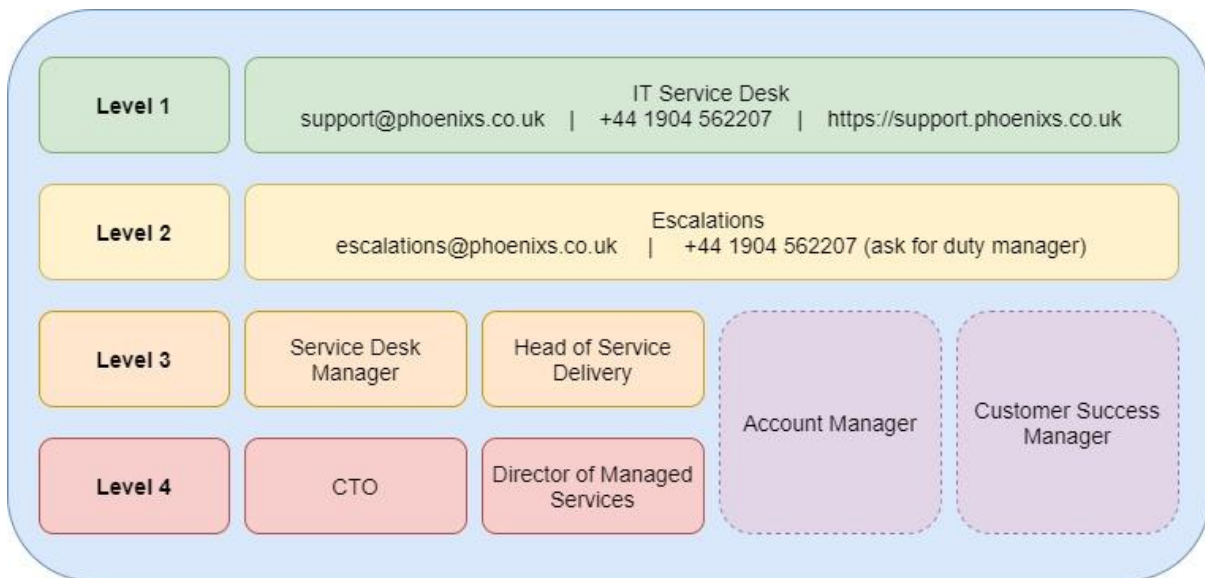 Level 1
IT Service Desk
support@phoenixs.co.uk | +44 1904 562207 | https://support.phoenixs.co.uk
Level 2
Escalations
escalations@phoenixs.co.uk | +44 1904 562207 (ask for duty manager)
Level 3
Service Desk
Manager
Head of Service
Delivery
Account Manager
Customer Success
Manager
Level 4
CTO
Director of Managed
Services